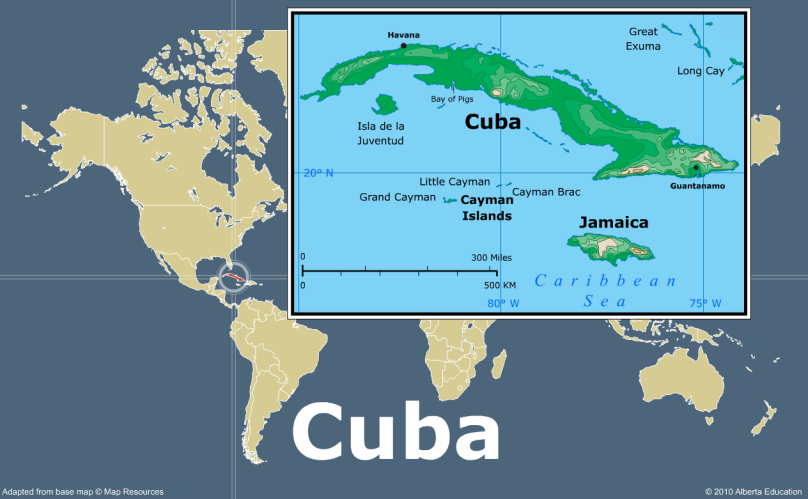 Havana
Great
Exuma
Long Cay
Bay of Pigs
Isla de la
Juventud
Cuba
20° N
Little Cayman
Cayman Brac
Guantanamo
Grand Cayman
Cayman
Islands
Jamaica
0
300 Miles
0
500 KM
Caribbean
Sea
80° W
75° W
Cuba
Adapted from base map © Map Resources
© 2010 Alberta Education